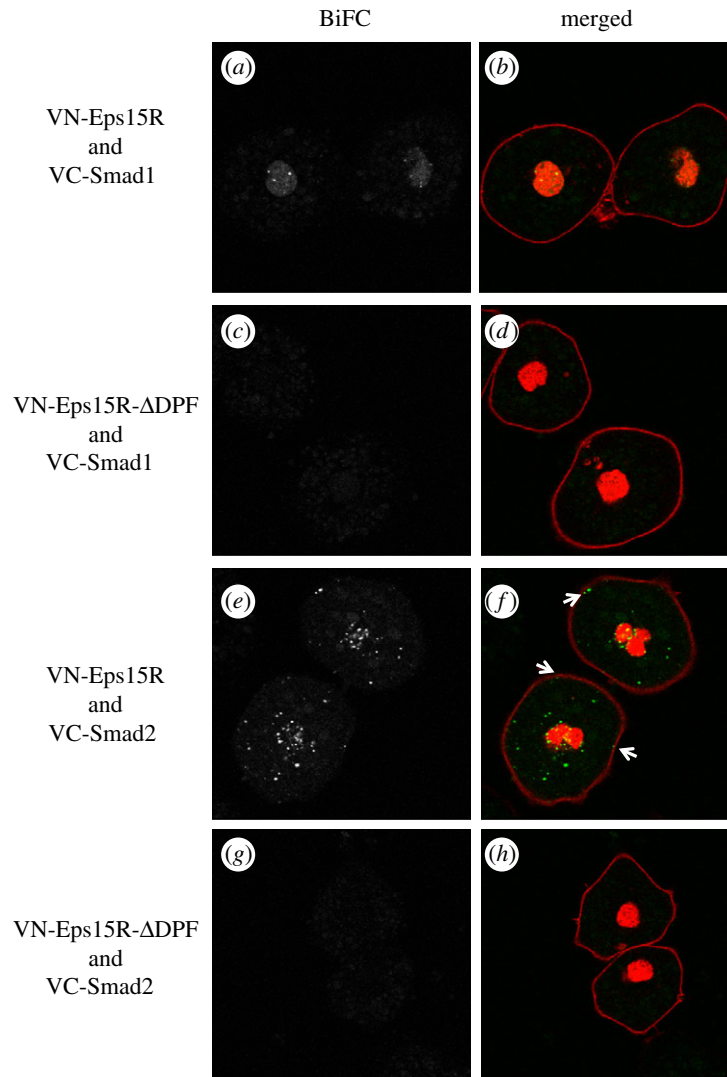 BiFC merged
(a) (b)
VN-Eps15R
and
VC-Smad1
(c) (d)
VN-Eps15R-ΔDPF
and
VC-Smad1
(e) (f)
VN-Eps15R
and
VC-Smad2
(g) (h)
VN-Eps15R-ΔDPF
and
VC-Smad2